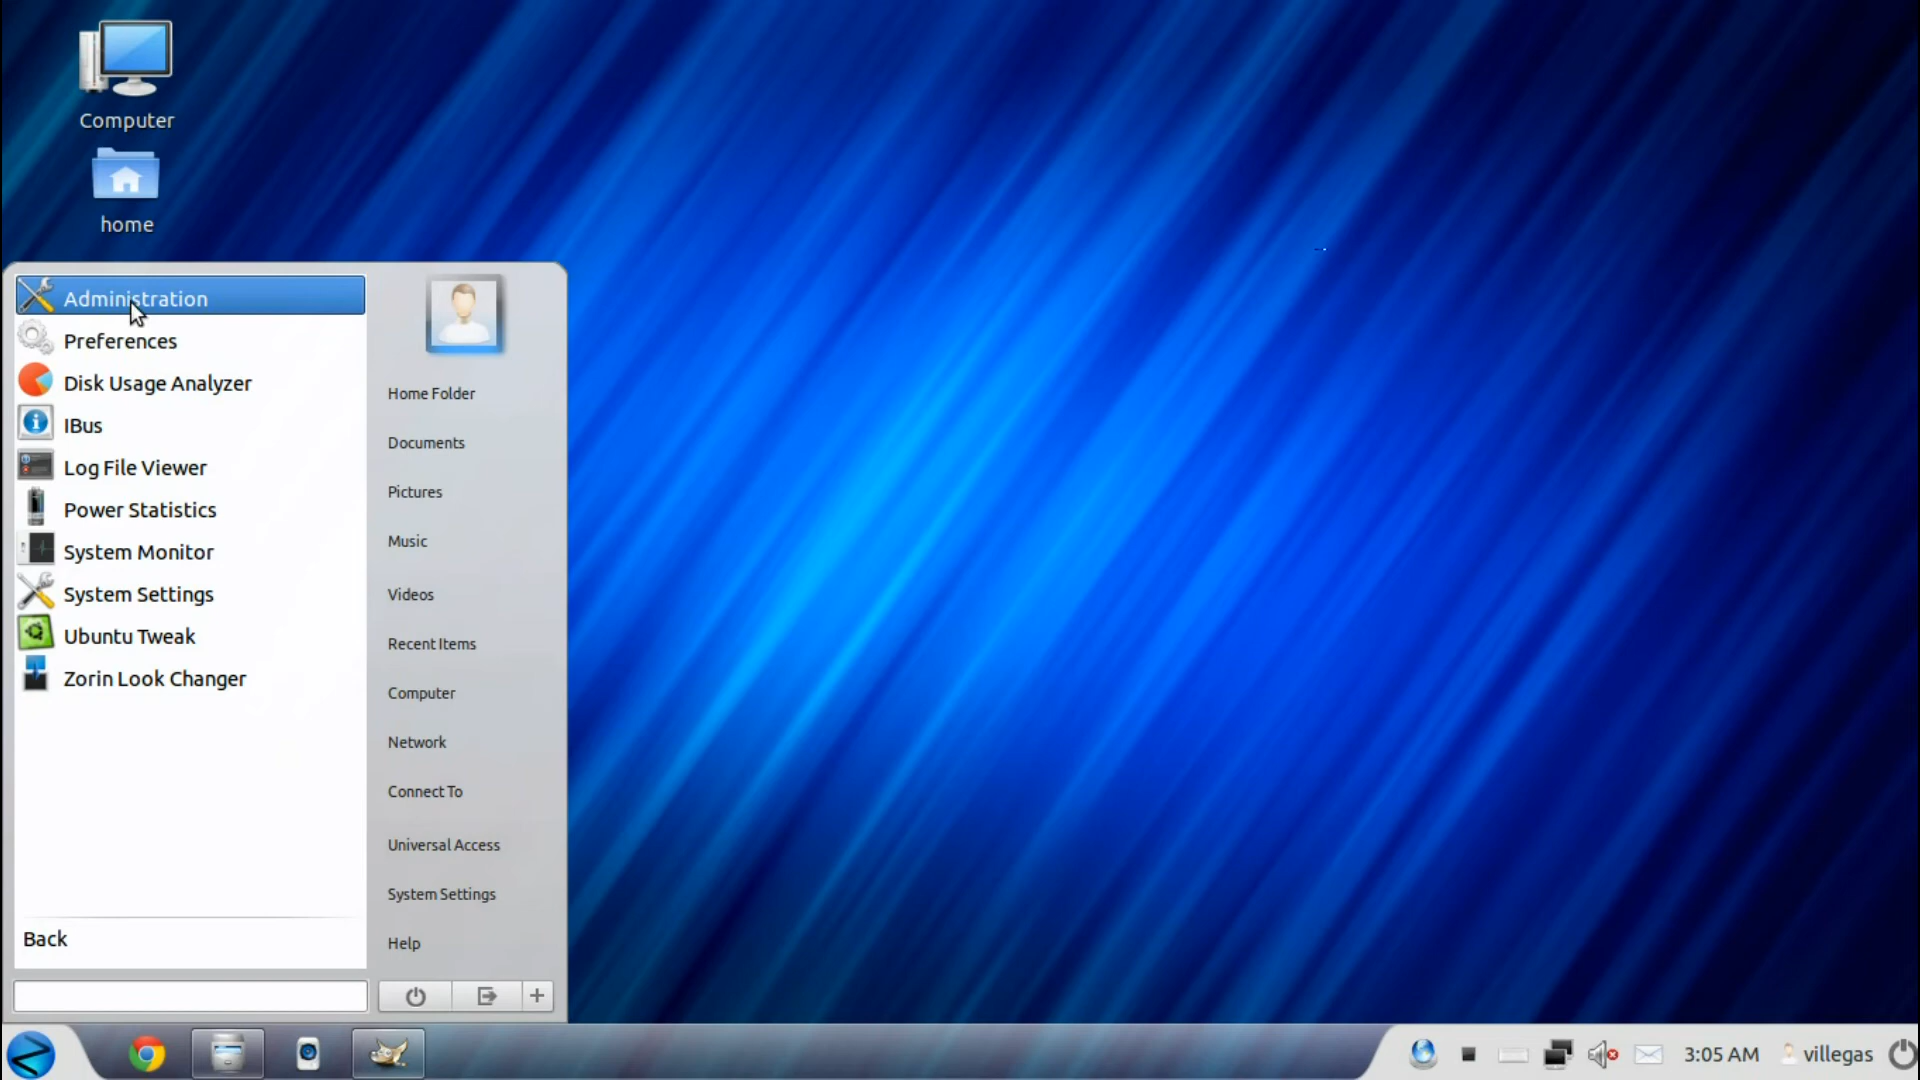 Computer
home
Administration
Preferences
Disk Usage Analyzer
IBus
Log File Viewer
Power Statistics
System Monitor
System Settings
Ubuntu Tweak
Zorin Look Changer
Back
Home Folder
Documents
Pictures
Music
Videos
Recent Items
Computer
Network
Connect To
Universal Access
System Settings
Help
3:05 AM villegas